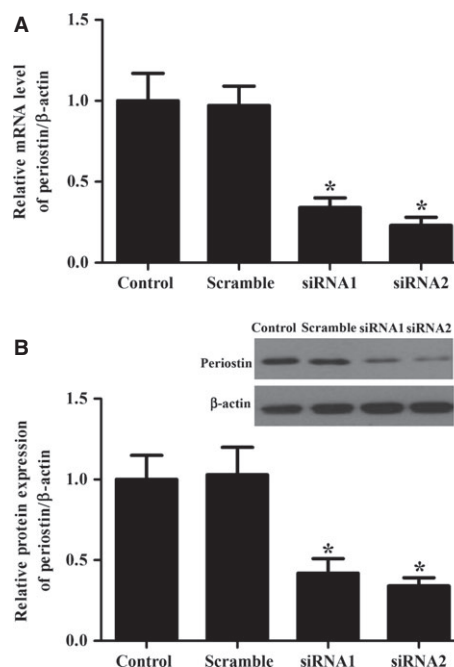 A
Relative mRNA level
of periostin/β-actin
1.5
1.0
0.5
0.0
*
*
Control Scramble siRNA1 siRNA2
B
Control Scramble siRNA1 siRNA2
Periostin
β-actin
Relative protein expression
of periostin/β-actin
1.5
1.0
0.5
0.0
*
*
Control Scramble siRNA1 siRNA2